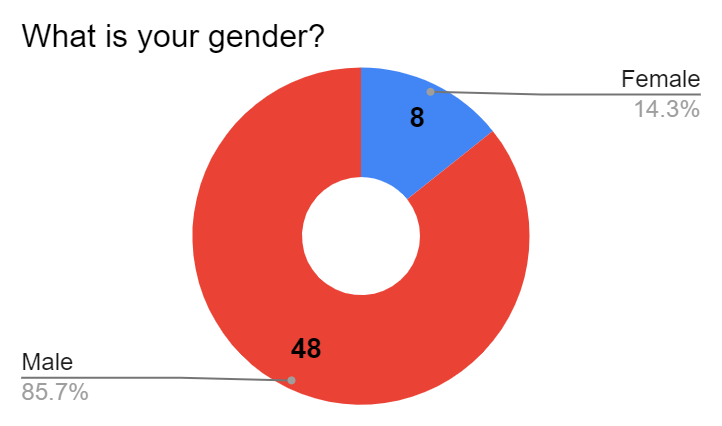 What is your gender?
Female
14.3%
8
48
Male
85.7%